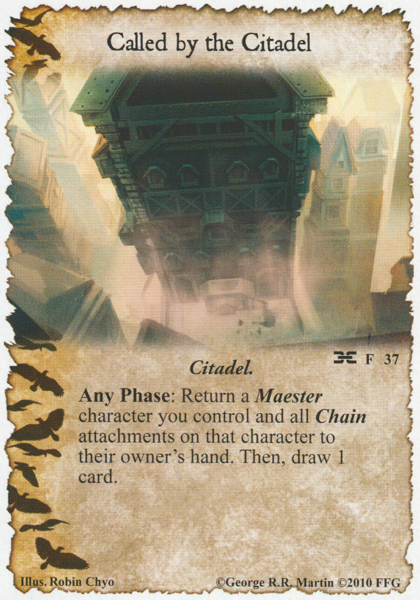 Called by the Citadel
F 37
Citadel.
Any Phase: Return a Maester
character you control and all Chain
attachments on that character to
their owner's hand. Then, draw 1
card.
Illus. Robin Chyo ©George R.R. Martin ©2010 FFG